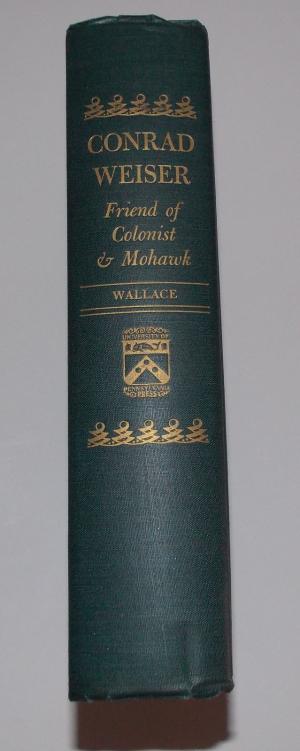 CONRAD
WEISER
Friend of
Colonist
& Mohawk
WALLACE
UNIVERSITY OF
PENNSYLVANIA
PRESS